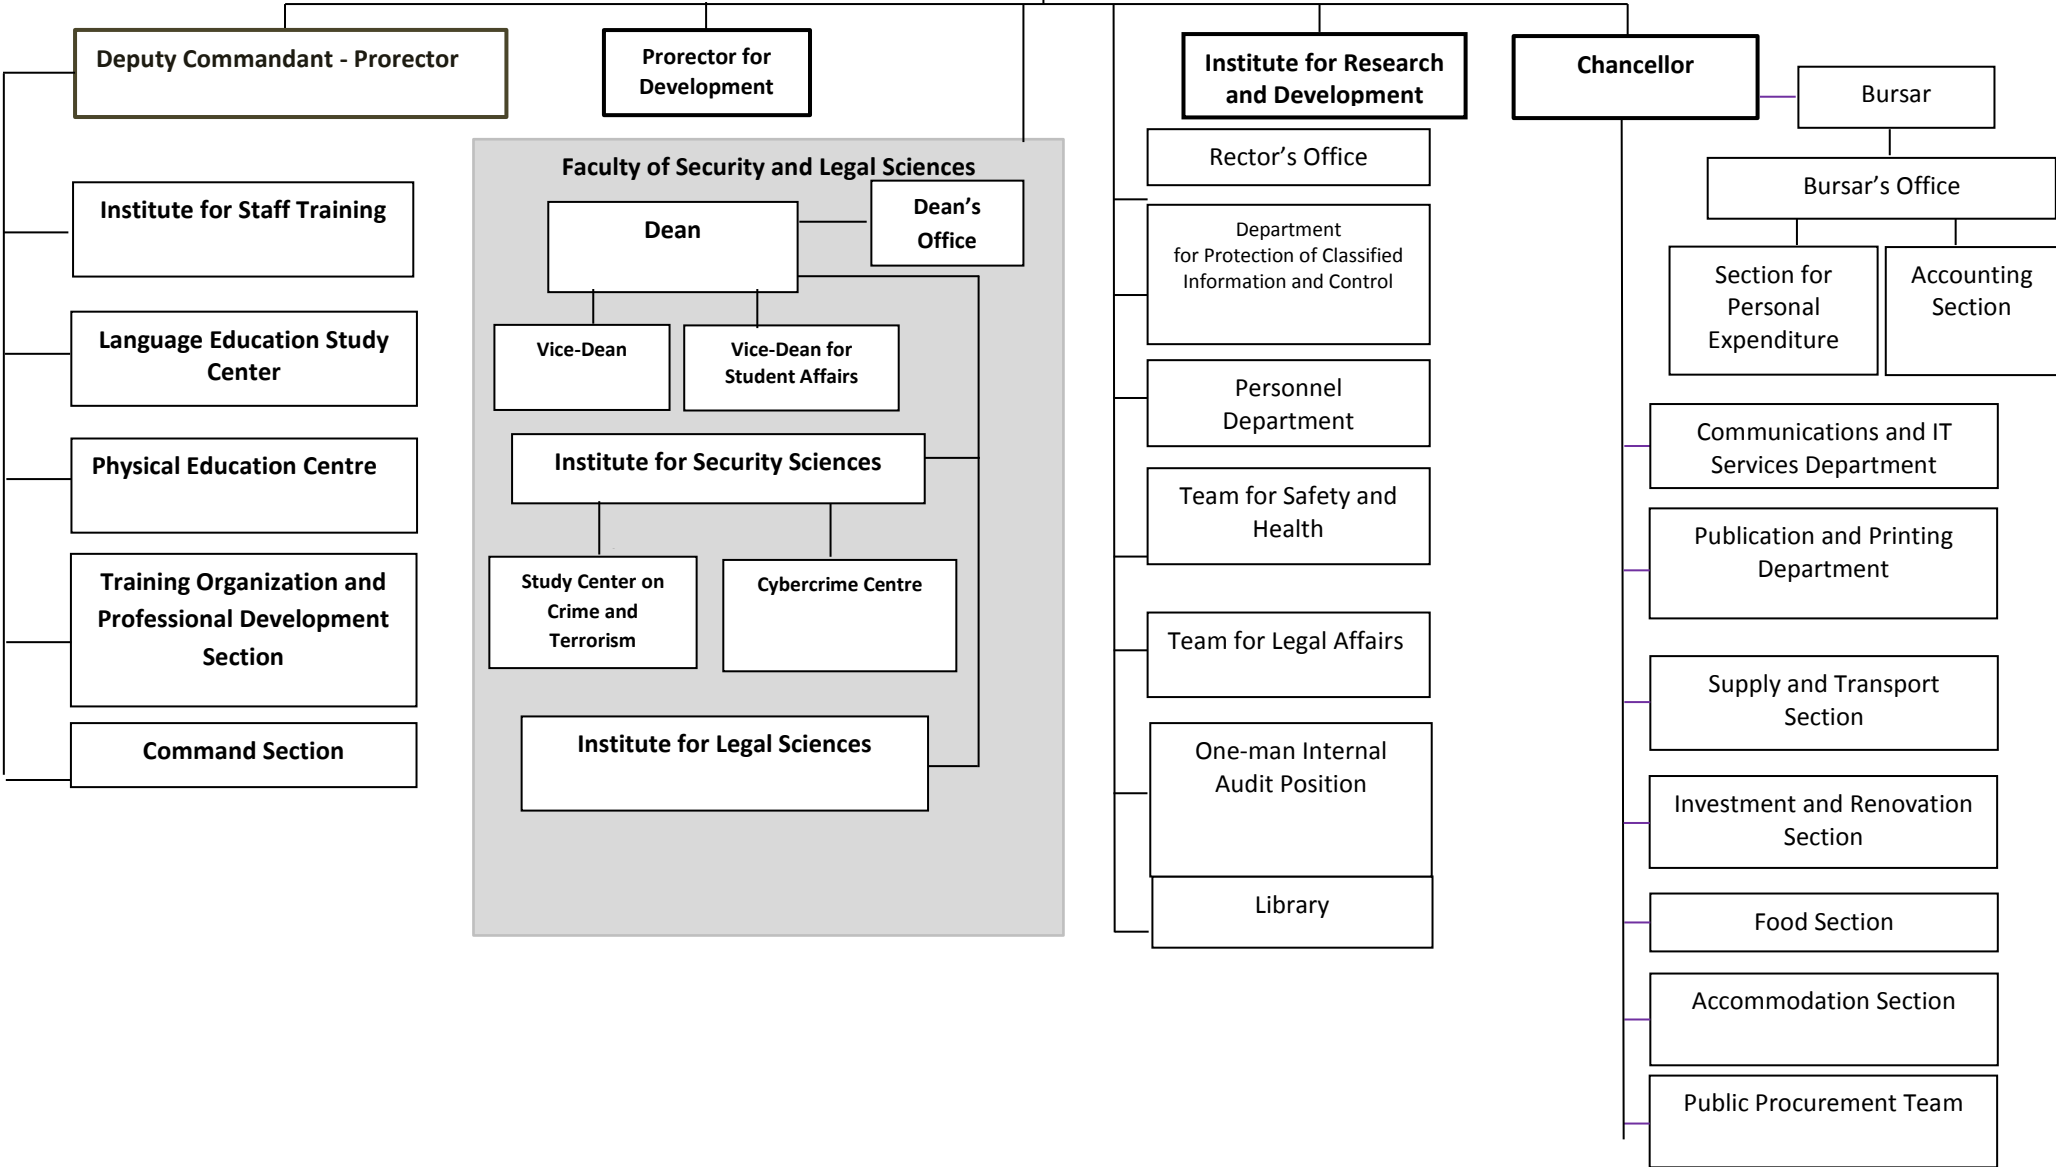 Deputy Commandant - Prorector
Prorector for
Development
Institute for Research
and Development
Chancellor
Bursar
Bursar's Office
Section for
Personal
Expenditure
Accounting
Section
Institute for Staff Training
Language Education Study
Center
Physical Education Centre
Training Organization and
Professional Development
Section
Command Section
Faculty of Security and Legal Sciences
Dean
Dean's
Office
Vice-Dean
Vice-Dean for
Student Affairs
Institute for Security Sciences
Study Center on
Crime and
Terrorism
Cybercrime Centre
Institute for Legal Sciences
Rector's Office
Department
for Protection of Classified
Information and Control
Personnel
Department
Team for Safety and
Health
Team for Legal Affairs
One-man Internal
Audit Position
Library
Communications and IT
Services Department
Publication and Printing
Department
Supply and Transport
Section
Investment and Renovation
Section
Food Section
Accommodation Section
Public Procurement Team